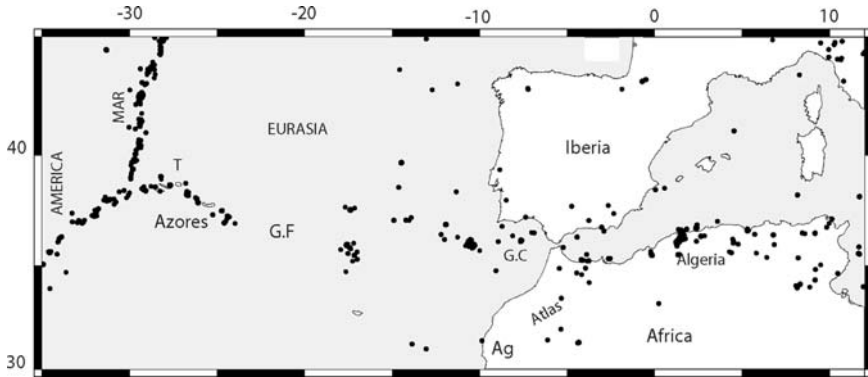 -30 -20 -10 0 10
MAR
EURASIA
Iberia
40
AMERICA
T
Azores
G.F
G.C
Algeria
Atlas
Africa
Ag
30